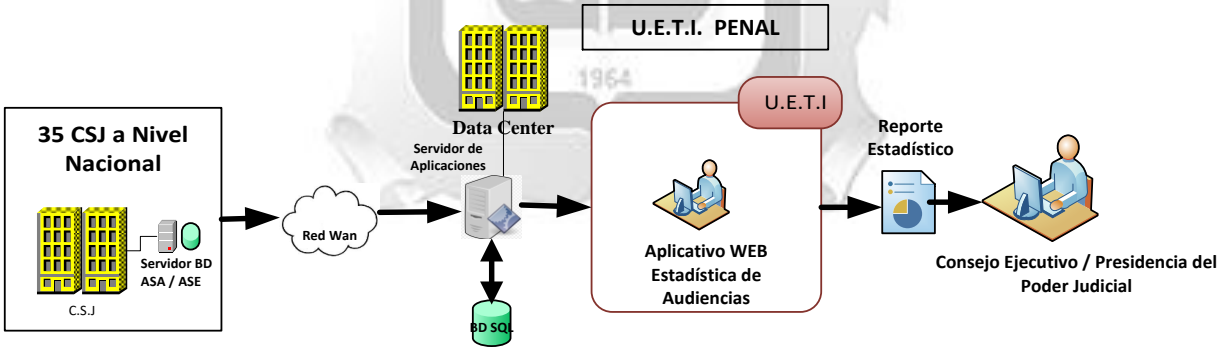 U.E.T.I. PENAL
1964
U.E.T.I
35 CSJ a Nivel
Nacional
C.S.J
Servidor BD
ASA / ASE
Red Wan
Data Center
Servidor de
Aplicaciones
BD SQL
Aplicativo WEB
Estadística de
Audiencias
Reporte
Estadístico
Consejo Ejecutivo / Presidencia del
Poder Judicial